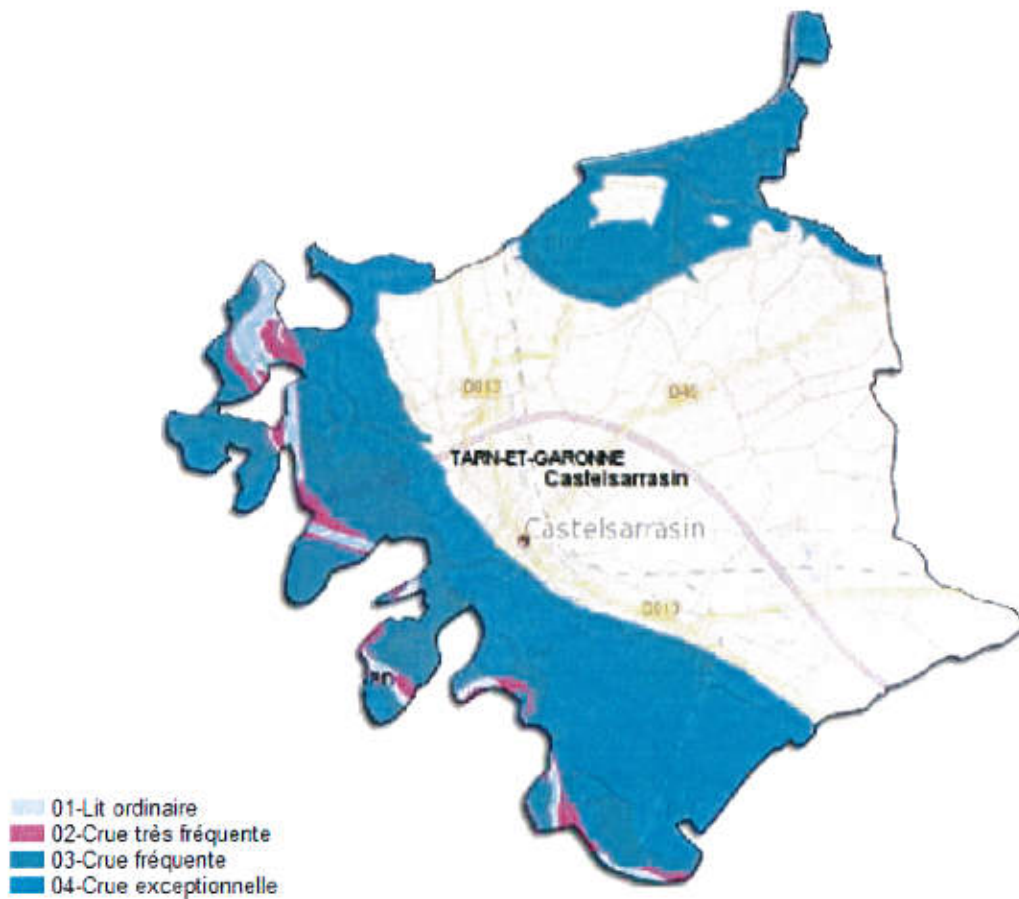 D813
D45
TARN-ET-GARONNE
Castelsarrasin
Castelsarrasin
D813
01-Lit ordinaire
02-Crue très fréquente
03-Crue fréquente
04-Crue exceptionnelle